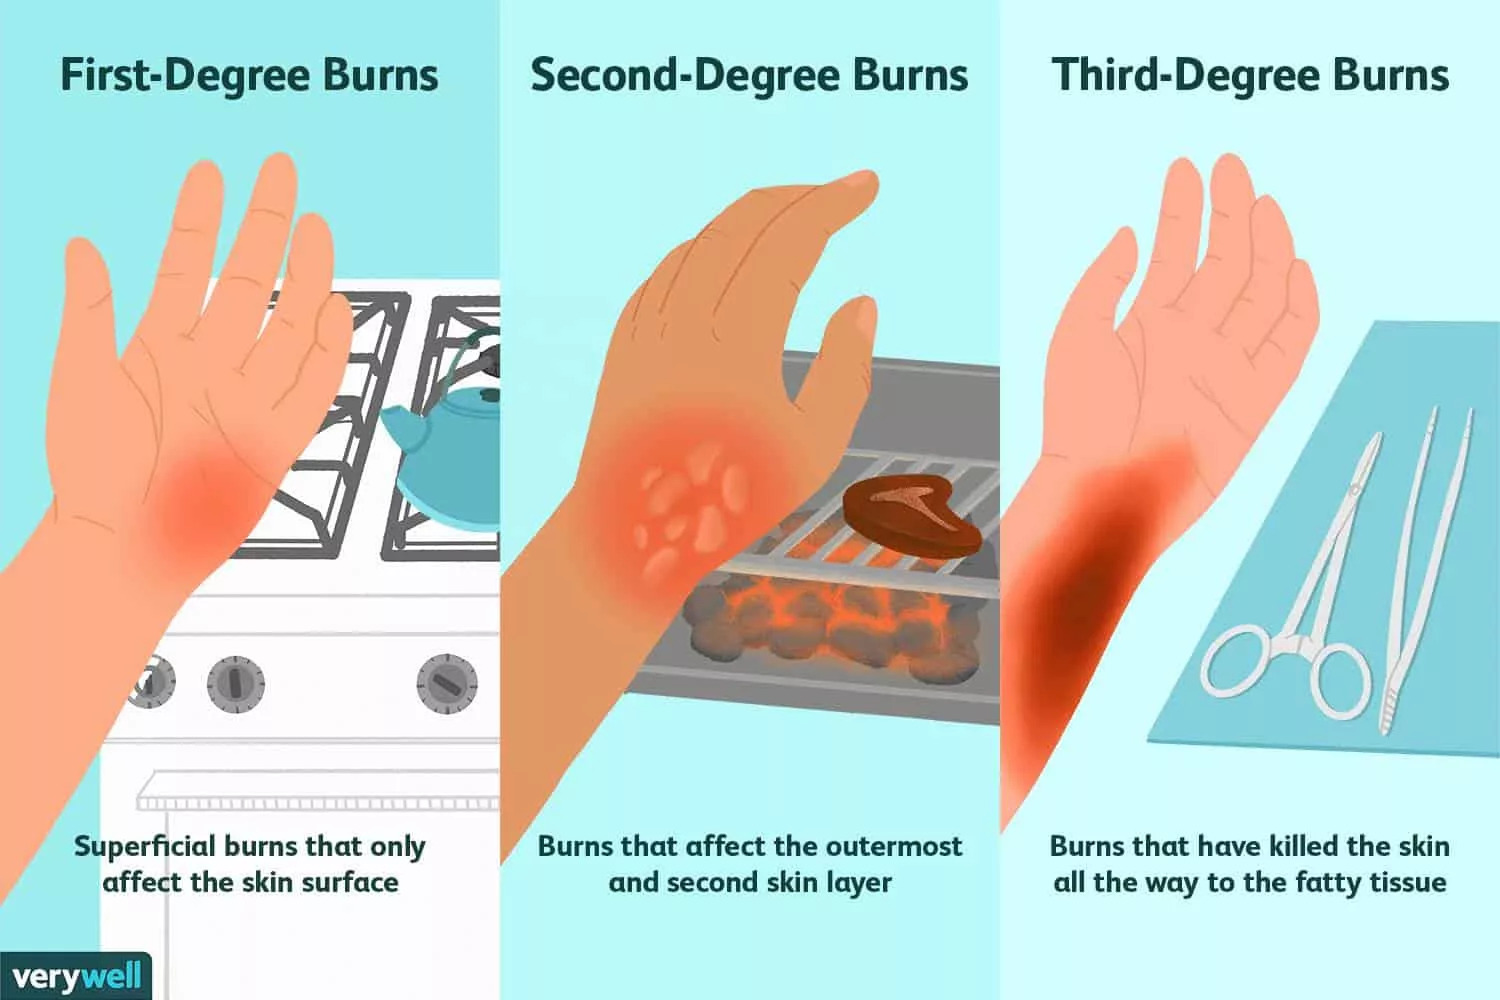 First-Degree Burns
Second-Degree Burns
Third-Degree Burns
Superficial burns that only
affect the skin surface
Burns that affect the outermost
and second skin layer
Burns that have killed the skin
all the way to the fatty tissue
verywell